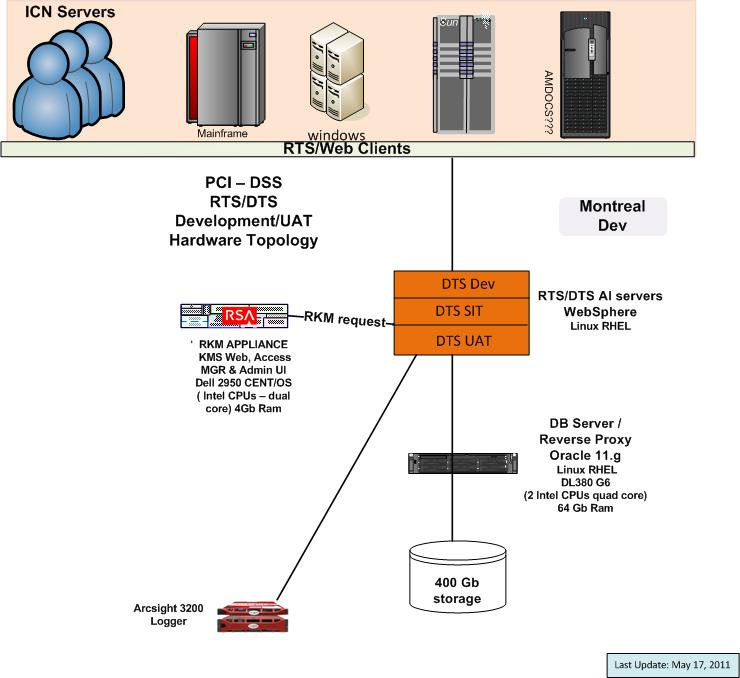 ICN Servers
Sun
Mainframe
windows
AMDOCS???
RTS/Web Clients
PCI – DSS
RTS/DTS
Development/UAT
Hardware Topology
Montreal
Dev
DTS Dev
DTS SIT
DTS UAT
RTS/DTS AI servers
WebSphere
Linux RHEL
RSA
RKM request
' RKM APPLIANCE
KMS Web, Access
MGR & Admin UI
Dell 2950 CENT/OS
( Intel CPUs – dual
core) 4Gb Ram
DB Server /
Reverse Proxy
Oracle 11.g
Linux RHEL
DL380 G6
(2 Intel CPUs quad core)
64 Gb Ram
400 Gb
storage
Arcsight 3200
Logger
Last Update: May 17, 2011